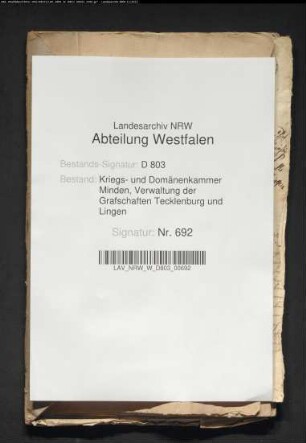 Landesarchiv NRW
Abteilung Westfalen
Bestands-Signatur: D 803
Bestand: Kriegs- und Domänenkammer
Minden, Verwaltung der
Grafschaften Tecklenburg und
Lingen
Signatur: Nr. 692
LAV_NRW_W_D803_00692